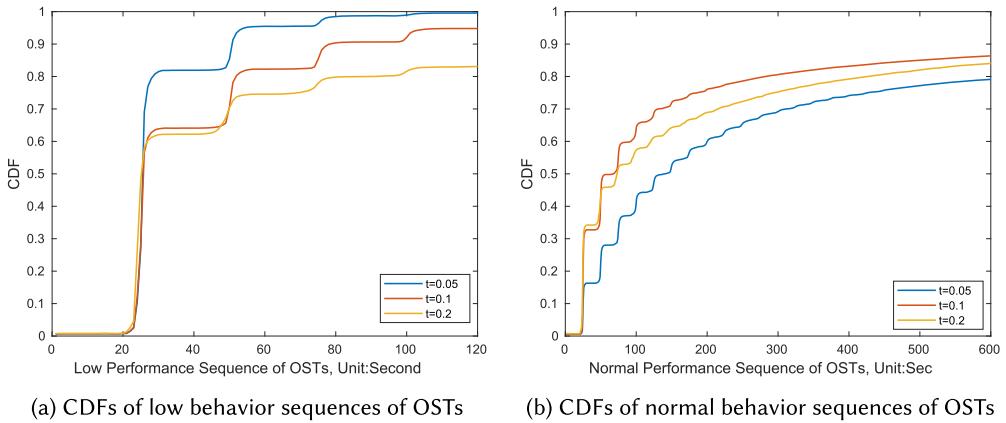 1
0.9
0.8
0.7
0.6
0.5
0.4
0.3
0.2
0.1
0
CDF
0 20 40 60 80 100 120
Low Performance Sequence of OSTs, Unit:Second
t=0.05
t=0.1
t=0.2
(a) CDFs of low behavior sequences of OSTs
1
0.9
0.8
0.7
0.6
0.5
0.4
0.3
0.2
0.1
0
CDF
0 100 200 300 400 500 600
Normal Performance Sequence of OSTs, Unit:Sec
t=0.05
t=0.1
t=0.2
(b) CDFs of normal behavior sequences of OSTs